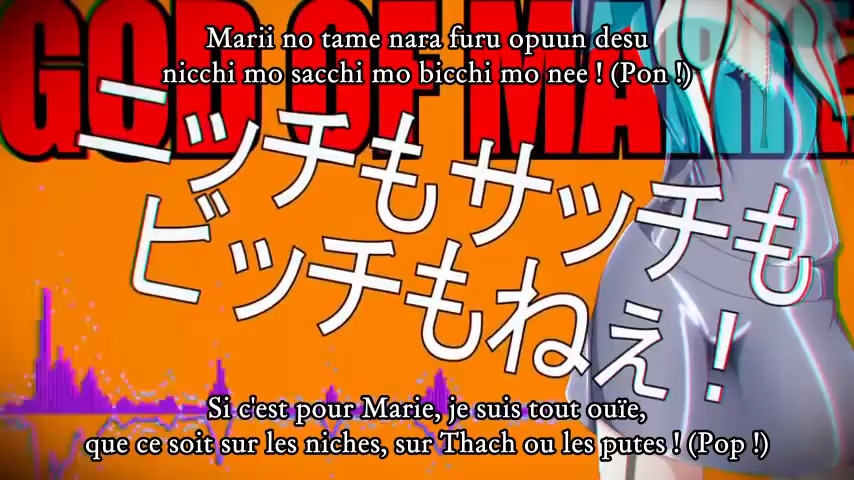 GOD OF MARIE
Marii no tame nara furu opuun desu
nicchi mo sacchi mo bicchi mo nee ! (Pon !)
ニッチもサッチも
ビッチもねぇ！
Si c'est pour Marie, je suis tout ouïe,
que ce soit sur les niches, sur Thach ou les putes ! (Pop !)